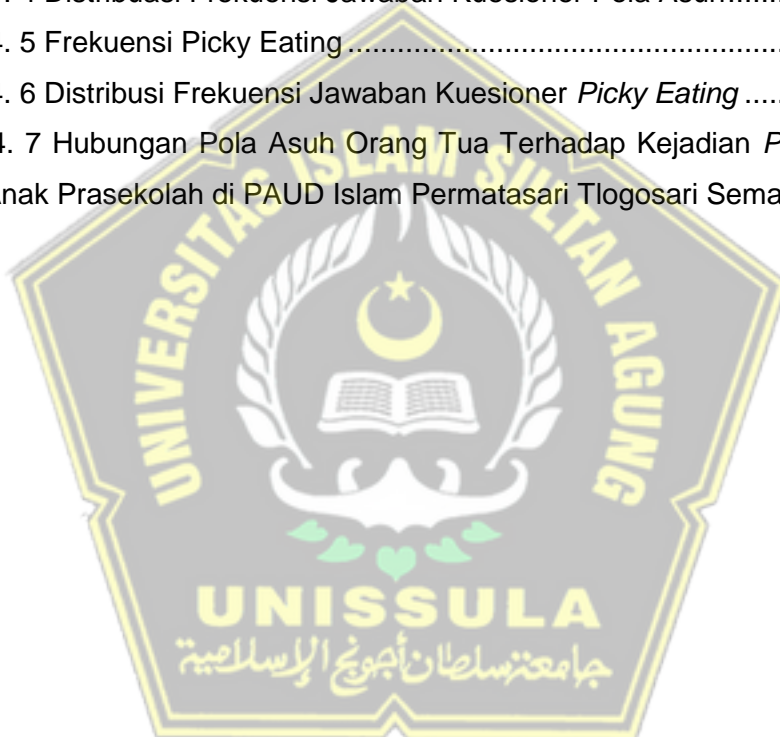 4 Distribusi Frekuensi Jawaban Kuesioner Pola Asuh
5 Frekuensi Picky Eating
6 Distribusi Frekuensi Jawaban Kuesioner Picky Eating
4. 7 Hubungan Pola Asuh Orang Tua Terhadap Kejadian
Anak Prasekolah di PAUD Islam Permatasari Tlogosari
UNIVERSITAS ISLAM SULTAN AGUNG
UNISSULA
جامعة سلطان أجونج الإسلامية